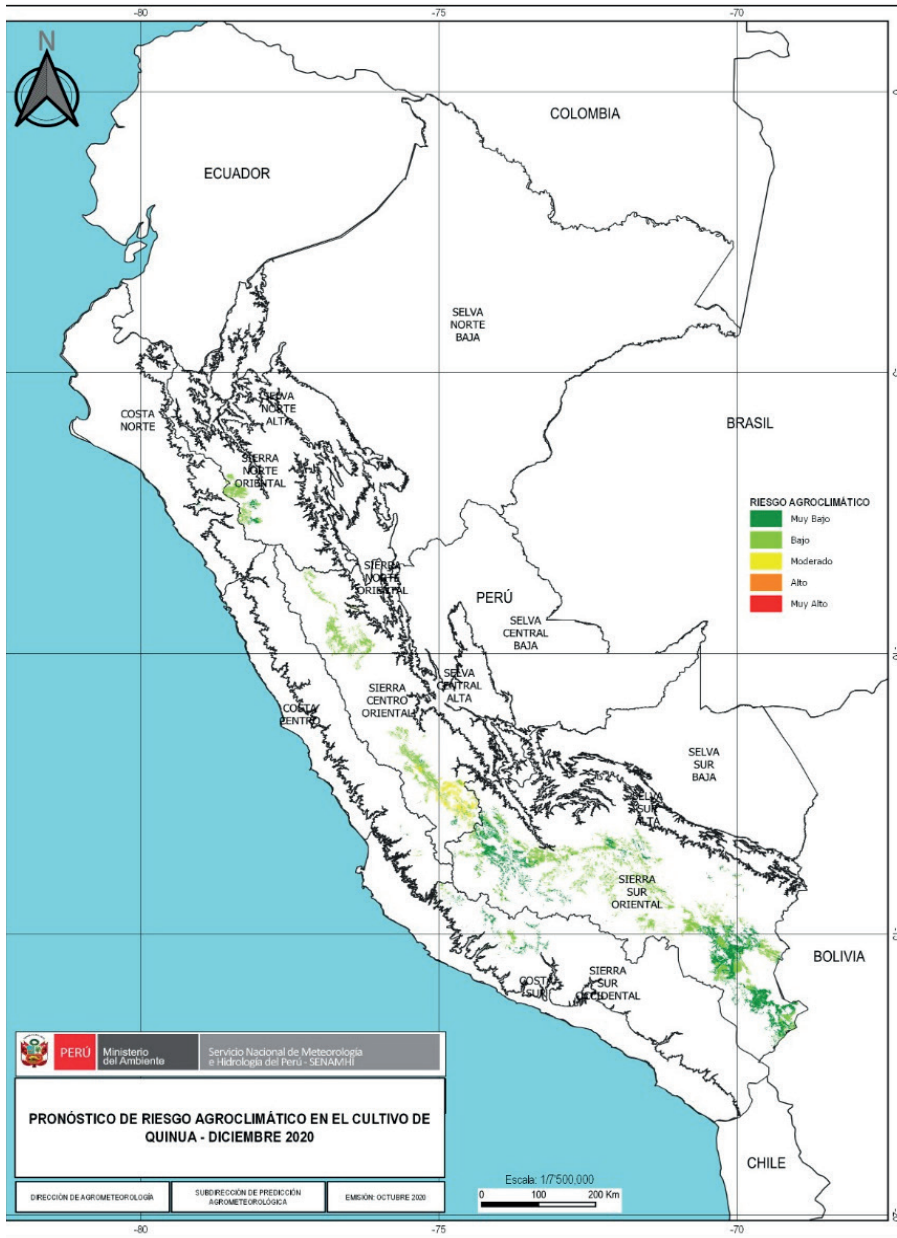 -80
-75
-70
N
COLOMBIA
ECUADOR
SELVA
NORTE
BAJA
BRASIL
COSTA
NORTE
SELVA
NORTE
ALTA
SIERRA
NORTE
ORIENTAL
RIESGO AGROCLIMÁTICO
Muy Bajo
Bajo
Moderado
Alto
Muy Alto
SIERRA
NORTE
ORIENTAL
PERÚ
SELVA
CENTRAL
BAJA
SELVA
CENTRAL
ALTA
SIERRA
CENTRO
ORIENTAL
COSTA
CENTRO
SELVA
SUR
BAJA
SELVA
SUR
ALTA
SIERRA
SUR
ORIENTAL
BOLIVIA
COSTA
SUR
SIERRA
SUR
OCCIDENTAL
CHILE
PERÚ
Ministerio
del Ambiente
Servicio Nacional de Meteorología
e Hidrología del Perú - SENAMHI
PRONÓSTICO DE RIESGO AGROCLIMÁTICO EN EL CULTIVO DE
QUINUA - DICIEMBRE 2020
DIRECCIÓN DE AGROMETEOROLOGÍA
SUBDIRECCIÓN DE PREDICCIÓN
AGROMETEOROLÓGICA
EMISIÓN: OCTUBRE 2020
Escala: 1/7'500,000
0 100 200 Km
-80
-75
-70